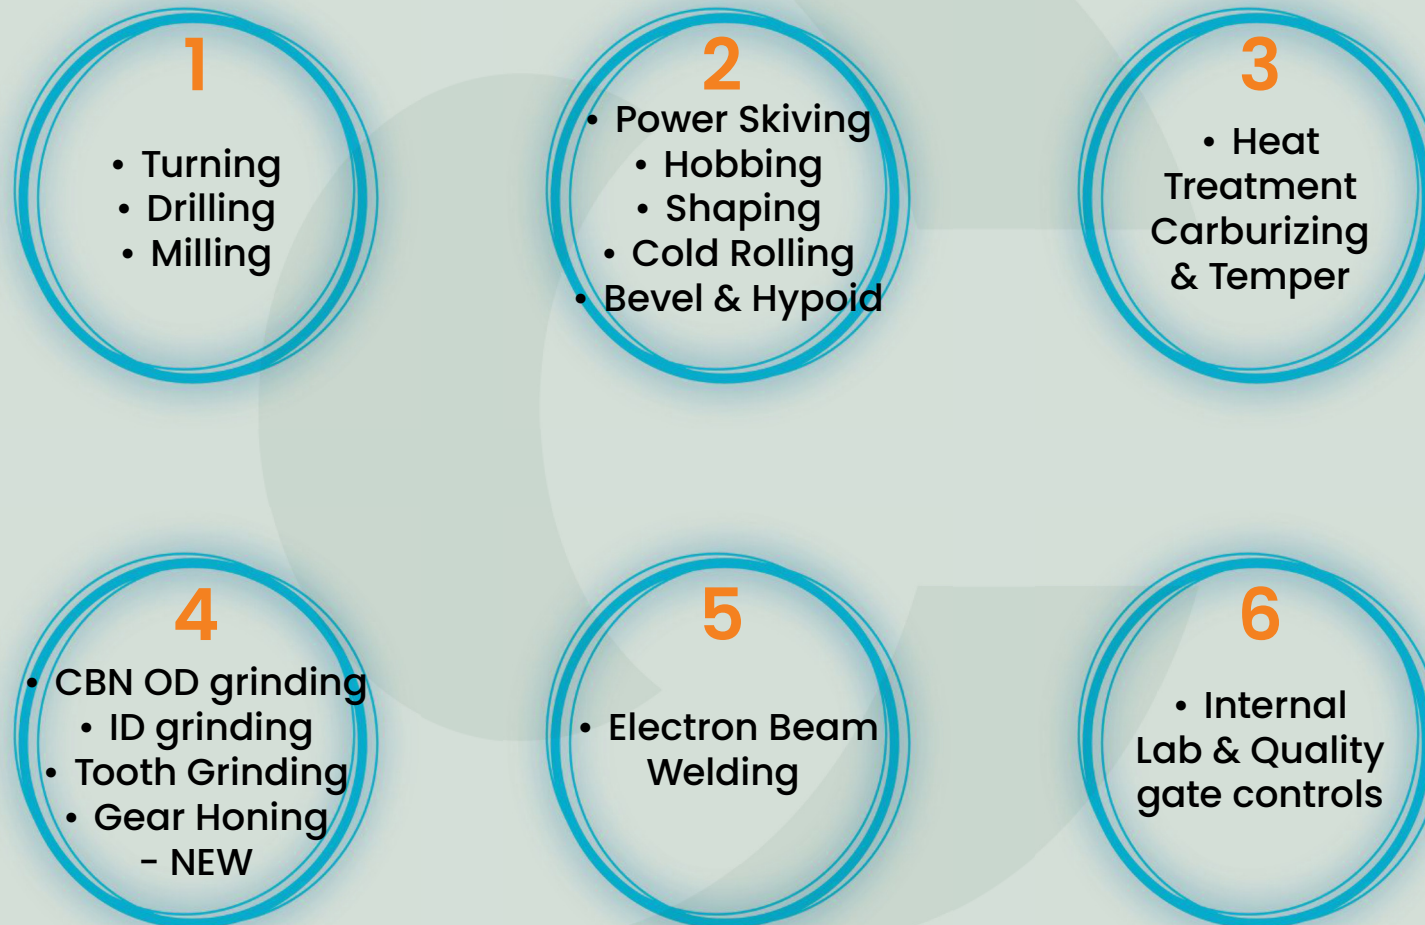 1
• Turning
• Drilling
• Milling
2
• Power Skiving
• Hobbing
• Shaping
• Cold Rolling
• Bevel & Hypoid
3
• Heat
Treatment
Carburizing
& Temper
4
• CBN OD grinding
• ID grinding
• Tooth Grinding
• Gear Honing
- NEW
5
• Electron Beam
Welding
6
• Internal
Lab & Quality
gate controls